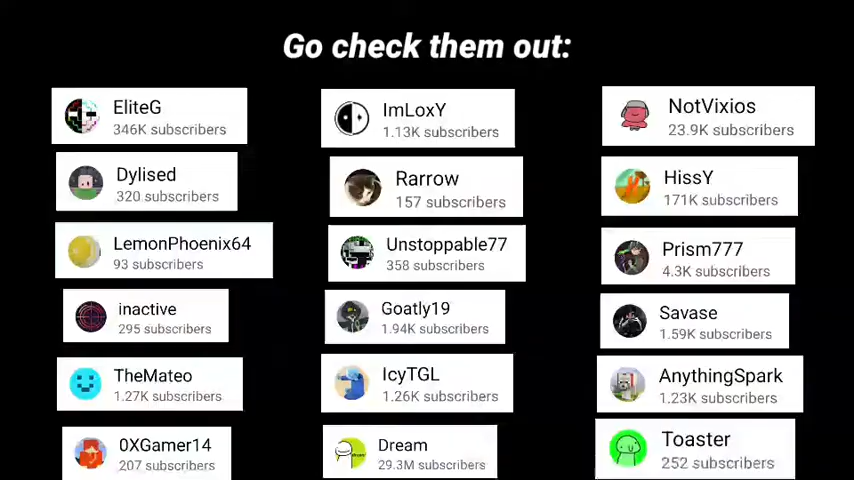 Go check them out:
EliteG
346K subscribers
Dylised
320 subscribers
LemonPhoenix64
93 subscribers
inactive
295 subscribers
TheMateo
1.27K subscribers
0XGamer14
207 subscribers
ImLoxY
1.13K subscribers
Rarrow
157 subscribers
Unstoppable77
358 subscribers
Goatly19
1.94K subscribers
IcyTGL
1.26K subscribers
Dream
29.3M subscribers
NotVixios
23.9K subscribers
HissY
171K subscribers
Prism777
4.3K subscribers
Savase
1.59K subscribers
AnythingSpark
1.23K subscribers
Toaster
252 subscribers